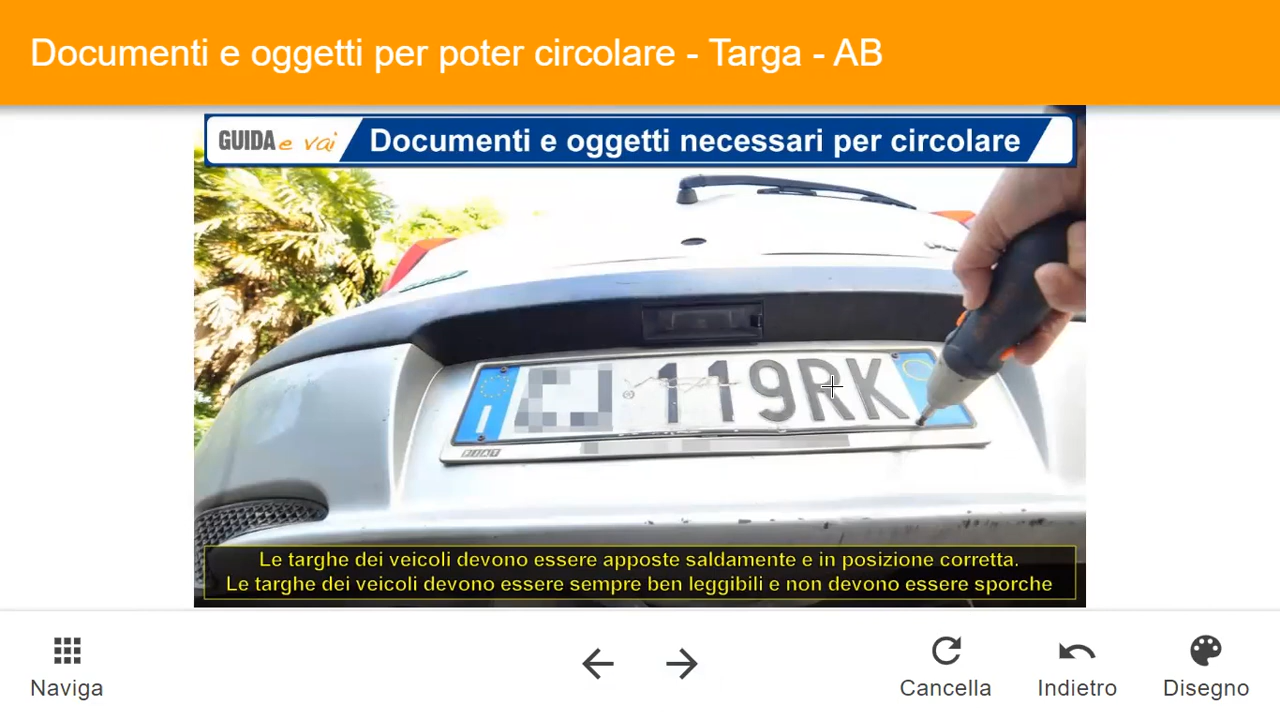 Documenti e oggetti per poter circolare - Targa - AB
GUIDA e vai
Documenti e oggetti necessari per circolare
119RK
I
FIAT
Le targhe dei veicoli devono essere apposte saldamente e in posizione corretta.
Le targhe dei veicoli devono essere sempre ben leggibili e non devono essere sporche
Naviga
Cancella
Indietro
Disegno